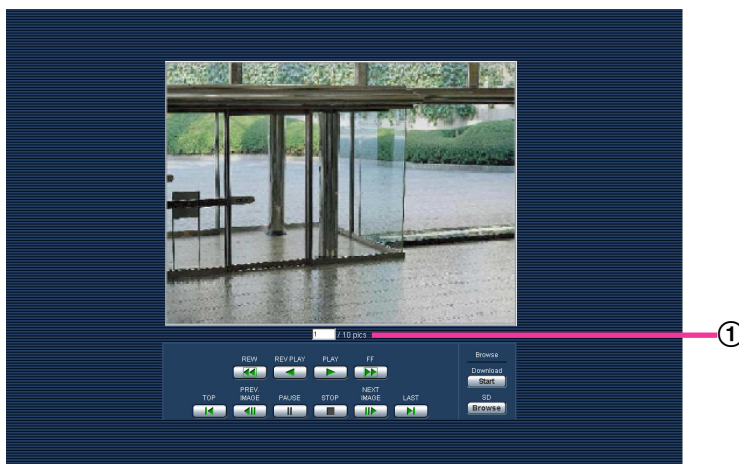 1 / 10 pics
①
REW REV.PLAY PLAY FF
TOP PREV. IMAGE PAUSE STOP NEXT IMAGE LAST
Browse
Download
Start
SD
Browse